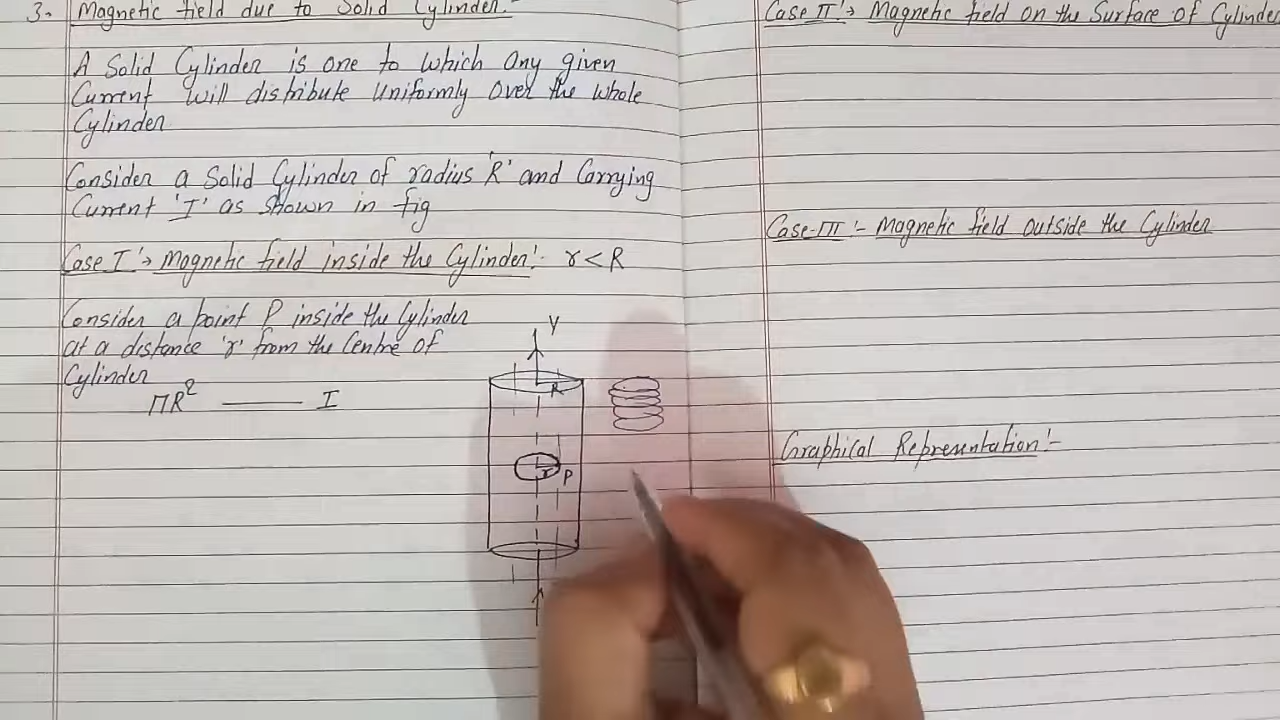 3. Magnetic field due to Solid Cylinder:-
A Solid Cylinder is one to which any given
Current will distribute uniformly over the whole
Cylinder
Consider a Solid Cylinder of radius 'R' and Carrying
Current 'I' as shown in fig
Case I :→ Magnetic field inside the Cylinder:- r < R
Consider a point P inside the Cylinder
at a distance 'r' from the Centre of
Cylinder
πR² —— I
Y
R
r P
Case II :→ Magnetic field on the Surface of Cylinde
Case-III :- Magnetic field outside the Cylinder
Graphical Representation:-